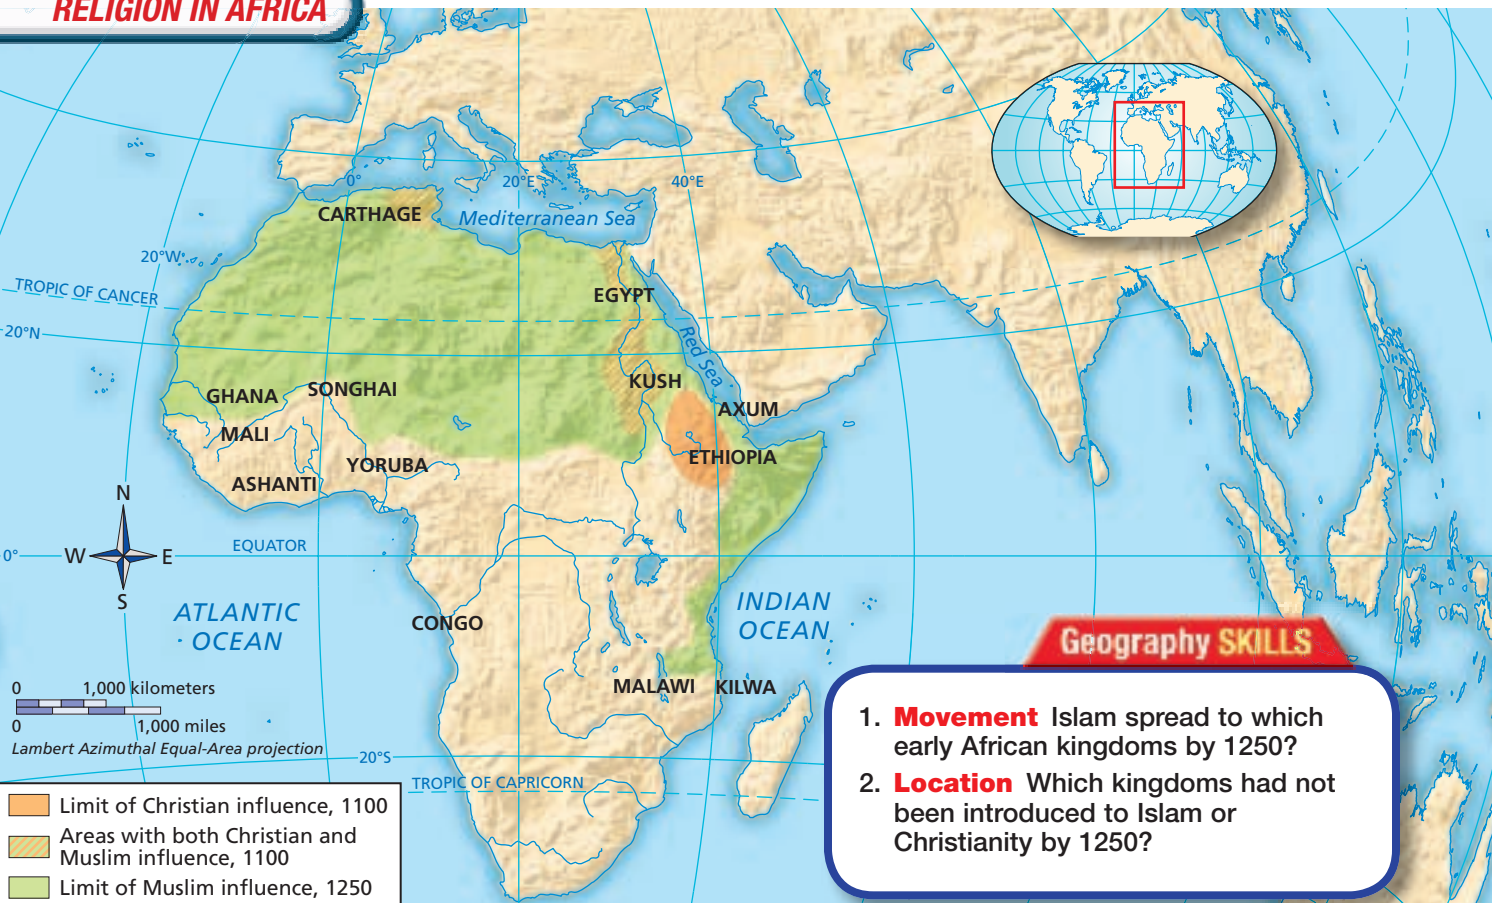 RELIGION IN AFRICA
0°
20°E
40°E
CARTHAGE
Mediterranean Sea
20°W
TROPIC OF CANCER
EGYPT
20°N
Red Sea
KUSH
GHANA
SONGHAI
AXUM
MALI
YORUBA
ETHIOPIA
ASHANTI
N
W
E
S
0°
EQUATOR
ATLANTIC
OCEAN
INDIAN
OCEAN
CONGO
MALAWI
KILWA
0
1,000 kilometers
0
1,000 miles
Lambert Azimuthal Equal-Area projection
20°S
TROPIC OF CAPRICORN
Limit of Christian influence, 1100
Areas with both Christian and
Muslim influence, 1100
Limit of Muslim influence, 1250
Geography SKILLS
1. Movement Islam spread to which
early African kingdoms by 1250?
2. Location Which kingdoms had not
been introduced to Islam or
Christianity by 1250?